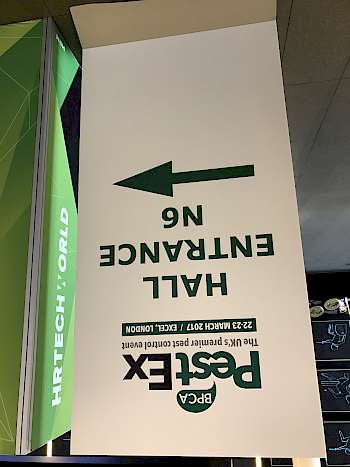 BPCA
PestEx
The UK's premier pest control event
22-23 MARCH 2017 / EXCEL, LONDON
HALL
ENTRANCE
N6
HRTECH WORLD